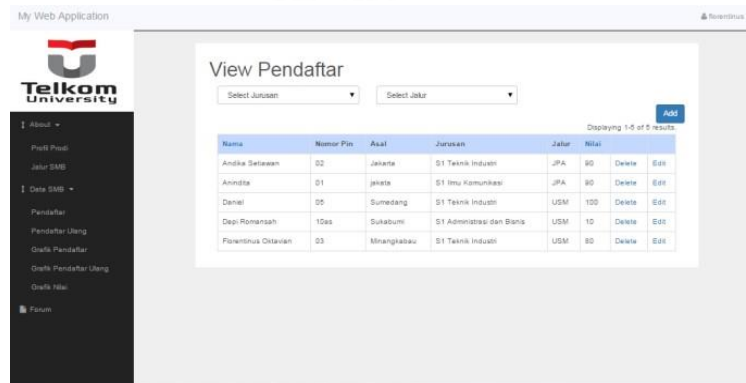 My Web Application
florentinus
Telkom
University
About
Profil Prodi
Jalur SMB
Data SMB
Pendaftar
Pendaftar Ulang
Grafik Pendaftar
Grafik Pendaftar Ulang
Grafik Nilai
Forum
View Pendaftar
Select Jurusan Select Jalur
Add
Displaying 1-5 of 5 results.
Nama Nomor Pin Asal Jurusan Jalur Nilai
Andika Setiawan 02 Jakarta S1 Teknik Industri JPA 80 Delete Edit
Anindita 01 jakata S1 Ilmu Komunikasi JPA 80 Delete Edit
Daniel 05 Sumedang S1 Teknik Industri USM 100 Delete Edit
Depi Romansah 10as Sukabumi S1 Administrasi dan Bisnis USM 10 Delete Edit
Florentinus Oktavian 03 Minangkabau S1 Teknik Industri USM 80 Delete Edit